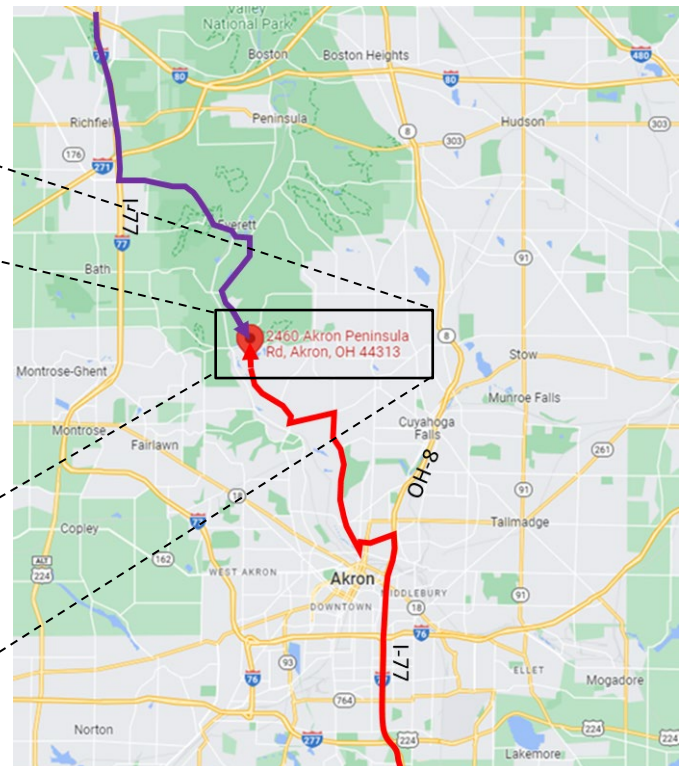 Valley
National Park
Boston
Boston Heights
480
80
80
Richfield
Peninsula
8
Hudson
303
303
176
271
I-77
77
Everett
91
Bath
2460 Akron Peninsula
Rd, Akron, OH 44313
8
Stow
Montrose-Ghent
Munroe Falls
Montrose
Cuyahoga
Falls
Fairlawn
261
OH-8
18
91
Copley
77
Tallmadge
ALT
224
162
WEST AKRON
Akron
MIDDLEBURY
DOWNTOWN
18
91
76
93
I-77
ELLET
76
Mogadore
764
Norton
277
224
224
Lakemore